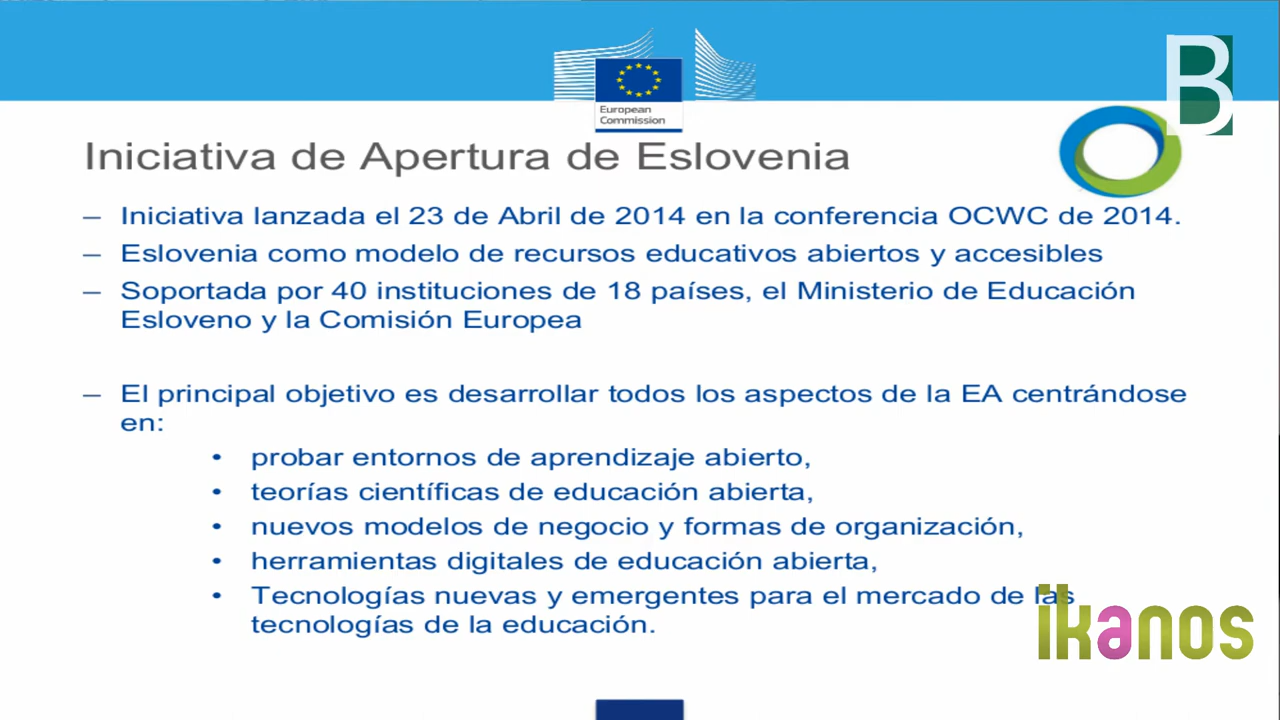 B
European
Commission
Iniciativa de Apertura de Eslovenia
– Iniciativa lanzada el 23 de Abril de 2014 en la conferencia OCWC de 2014.
– Eslovenia como modelo de recursos educativos abiertos y accesibles
– Soportada por 40 instituciones de 18 países, el Ministerio de Educación
Esloveno y la Comisión Europea
– El principal objetivo es desarrollar todos los aspectos de la EA centrándose
en:
• probar entornos de aprendizaje abierto,
• teorías científicas de educación abierta,
• nuevos modelos de negocio y formas de organización,
• herramientas digitales de educación abierta,
• Tecnologías nuevas y emergentes para el mercado de las
tecnologías de la educación.
ikanos